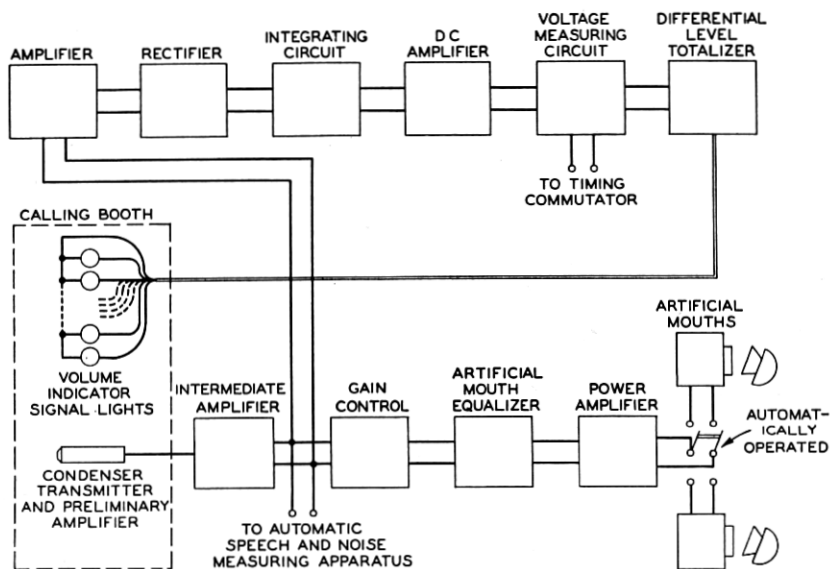 AMPLIFIER
RECTIFIER
INTEGRATING
CIRCUIT
D C
AMPLIFIER
VOLTAGE
MEASURING
CIRCUIT
DIFFERENTIAL
LEVEL
TOTALIZER
TO TIMING
COMMUTATOR
CALLING BOOTH
VOLUME
INDICATOR
SIGNAL LIGHTS
CONDENSER
TRANSMITTER
AND PRELIMINARY
AMPLIFIER
INTERMEDIATE
AMPLIFIER
GAIN
CONTROL
ARTIFICIAL
MOUTH
EQUALIZER
POWER
AMPLIFIER
ARTIFICIAL
MOUTHS
AUTOMAT-
ICALLY
OPERATED
TO AUTOMATIC
SPEECH AND NOISE
MEASURING APPARATUS